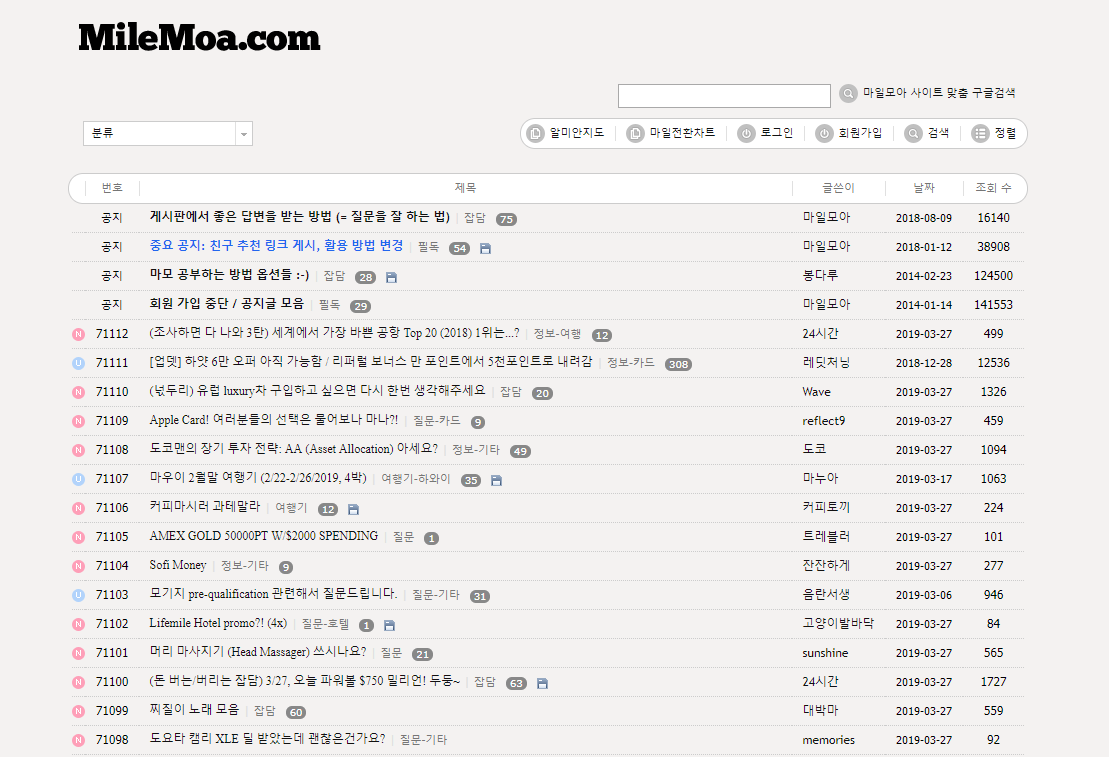 MileMoa.com
마일모아 사이트 맞춤 구글검색
분류 알미안지도 마일전환차트 로그인 회원가입 검색 정렬
번호 제목 글쓴이 날짜 조회 수
공지 게시판에서 좋은 답변을 받는 방법 (= 질문을 잘 하는 법) 잡담 75 마일모아 2018-08-09 16140
공지 중요 공지: 친구 추천 링크 게시, 활용 방법 변경 필독 54 마일모아 2018-01-12 38908
공지 마모 공부하는 방법 옵션들 :-) 잡담 28 봉다루 2014-02-23 124500
공지 회원 가입 중단 / 공지글 모음 필독 29 마일모아 2014-01-14 141553
N 71112 (조사하면 다 나와 3탄) 세계에서 가장 바쁜 공항 Top 20 (2018) 1위는...? 정보-여행 12 24시간 2019-03-27 499
U 71111 [업뎃] 하얏 6만 오퍼 아직 가능함 / 리퍼럴 보너스 만 포인트에서 5천포인트로 내려감 정보-카드 308 레딧처닝 2018-12-28 12536
N 71110 (넋두리) 유럽 luxury차 구입하고 싶으면 다시 한번 생각해주세요 잡담 20 Wave 2019-03-27 1326
N 71109 Apple Card! 여러분들의 선택은 물어보나 마나?! 질문-카드 9 reflect9 2019-03-27 459
N 71108 도코맨의 장기 투자 전략: AA (Asset Allocation) 아세요? 정보-기타 49 도코 2019-03-27 1094
U 71107 마우이 2월말 여행기 (2/22-2/26/2019, 4박) 여행기-하와이 35 마누아 2019-03-17 1063
N 71106 커피마시러 과테말라 여행기 12 커피토끼 2019-03-27 224
N 71105 AMEX GOLD 50000PT W/$2000 SPENDING 질문 1 트레블러 2019-03-27 101
N 71104 Sofi Money 정보-기타 9 잔잔하게 2019-03-27 277
U 71103 모기지 pre-qualification 관련해서 질문드립니다. 질문-기타 31 음란서생 2019-03-06 946
N 71102 Lifemile Hotel promo?! (4x) 질문-호텔 1 고양이발바닥 2019-03-27 84
N 71101 머리 마사지기 (Head Massager) 쓰시나요? 질문 21 sunshine 2019-03-27 565
N 71100 (돈 버는/버리는 잡담) 3/27, 오늘 파워볼 $750 밀리언! 두둥~ 잡담 63 24시간 2019-03-27 1727
N 71099 찌질이 노래 모음 잡담 60 대박마 2019-03-27 559
N 71098 도요타 캠리 XLE 딜 받았는데 괜찮은건가요? 질문-기타 memories 2019-03-27 92